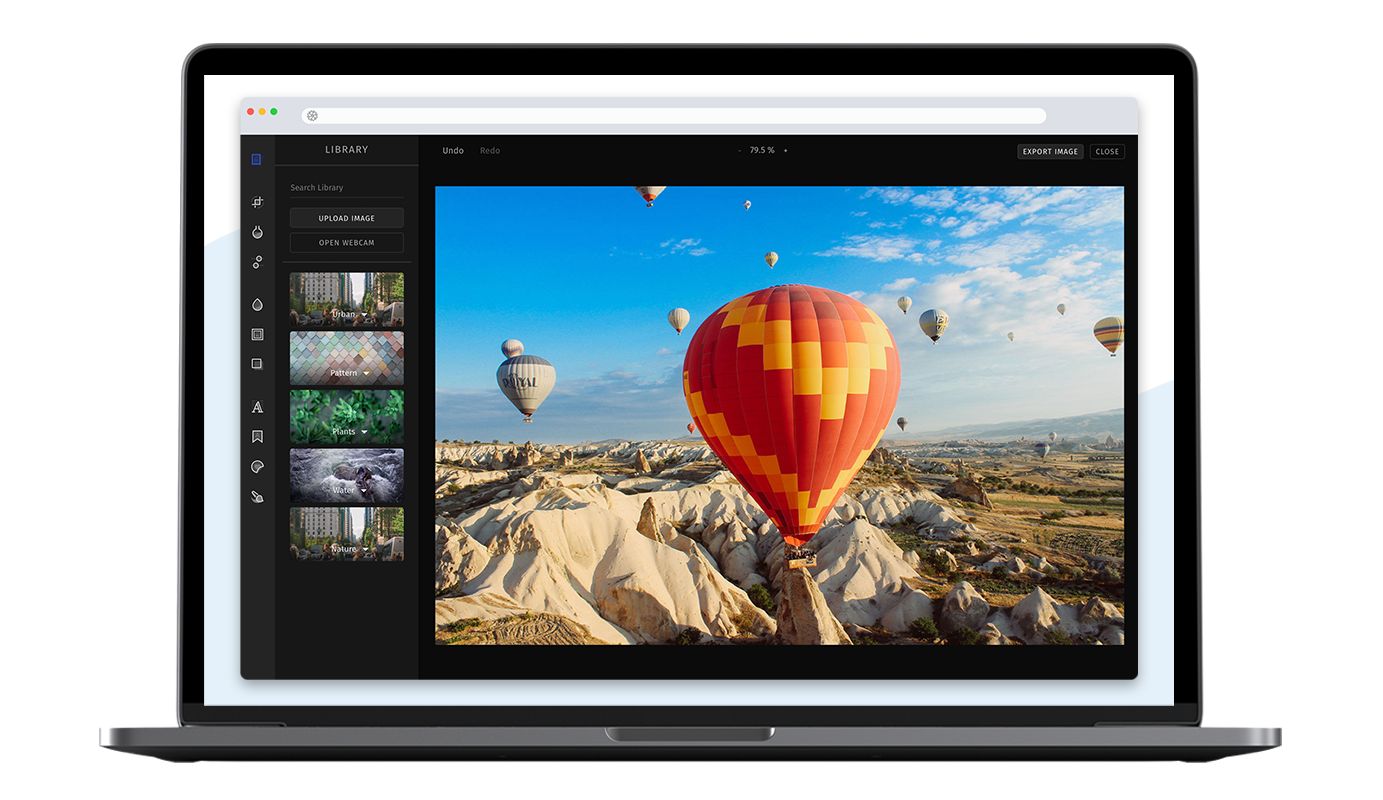 LIBRARY
Undo Redo - 79.5 % +
EXPORT IMAGE CLOSE
Search Library
UPLOAD IMAGE
OPEN WEBCAM
Urban
Pattern
Plants
Water
Nature